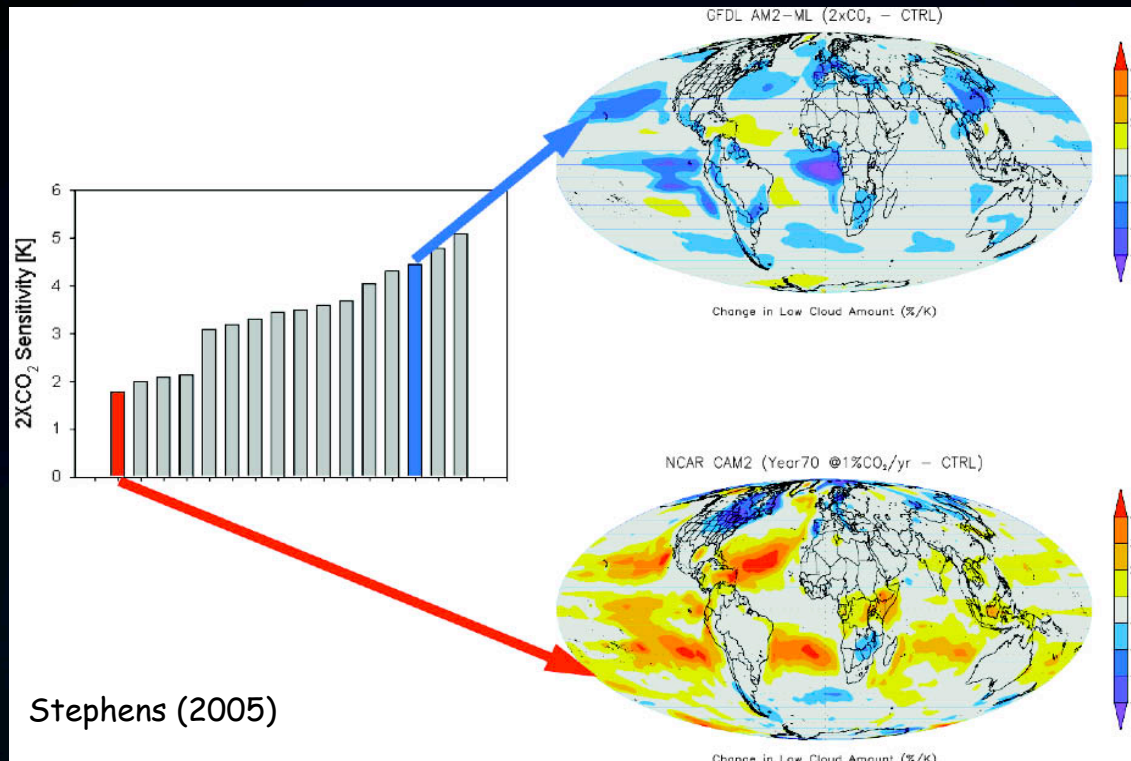 GFDL AM2-ML (2xCO₂ - CTRL)
Change in Low Cloud Amount (%/K)
2XCO₂ Sensitivity [K]
6
5
4
3
2
1
0
NCAR CAM2 (Year70 @1%CO₂/yr - CTRL)
Change in Low Cloud Amount (%/K)
Stephens (2005)